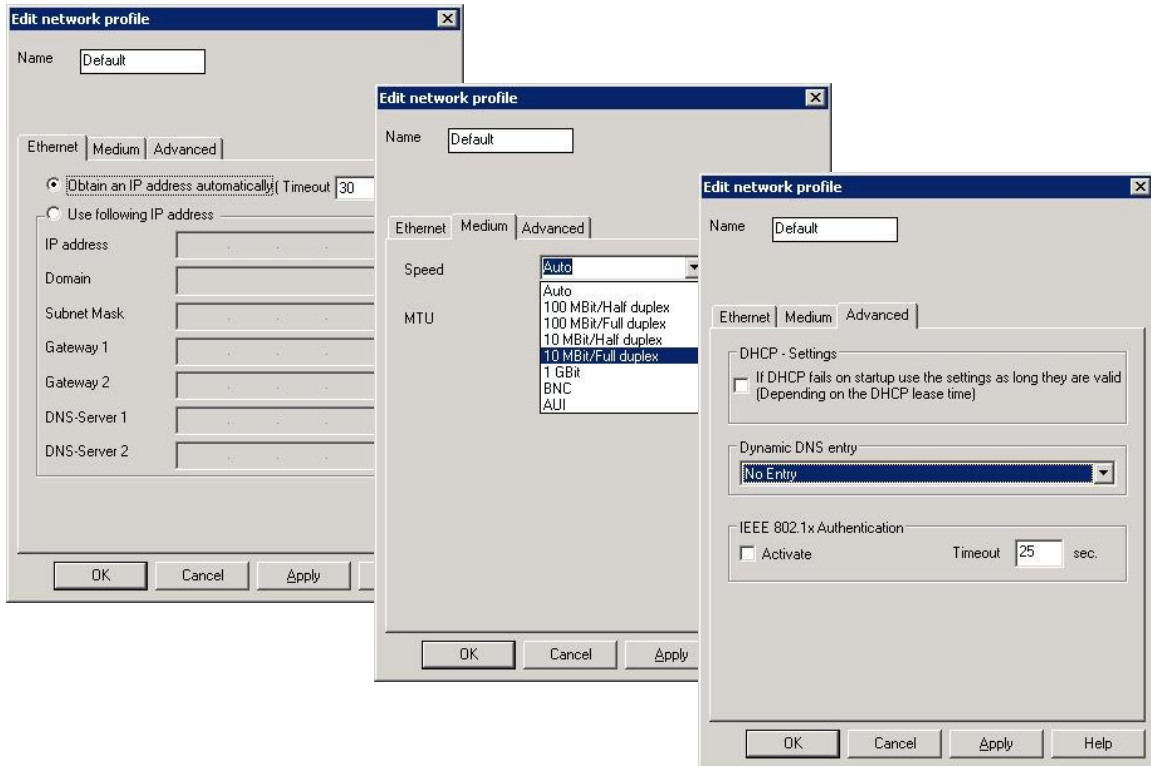 Edit network profile
Name Default
Ethernet Medium Advanced
Obtain an IP address automatically ( Timeout 30
Use following IP address
IP address
Domain
Subnet Mask
Gateway 1
Gateway 2
DNS-Server 1
DNS-Server 2
OK Cancel Apply
Edit network profile
Name Default
Ethernet Medium Advanced
Speed Auto
Auto
100 MBit/Half duplex
100 MBit/Full duplex
10 MBit/Half duplex
10 MBit/Full duplex
1 GBit
BNC
AUI
MTU
OK Cancel Apply
Edit network profile
Name Default
Ethernet Medium Advanced
DHCP - Settings
If DHCP fails on startup use the settings as long they are valid
(Depending on the DHCP lease time)
Dynamic DNS entry
No Entry
IEEE 802.1x Authentication
Activate Timeout 25 sec.
OK Cancel Apply Help